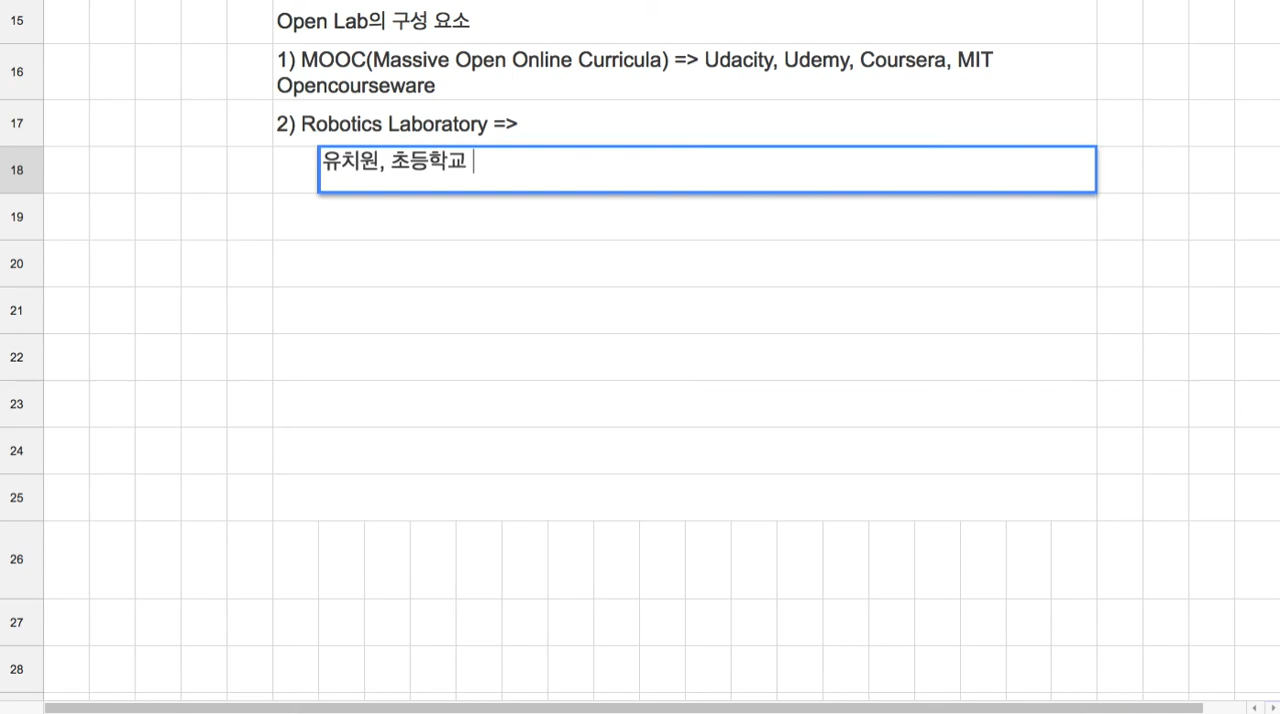 15
Open Lab의 구성 요소
16
1) MOOC(Massive Open Online Curricula) => Udacity, Udemy, Coursera, MIT
Opencourseware
17
2) Robotics Laboratory =>
18
유치원, 초등학교
19
20
21
22
23
24
25
26
27
28